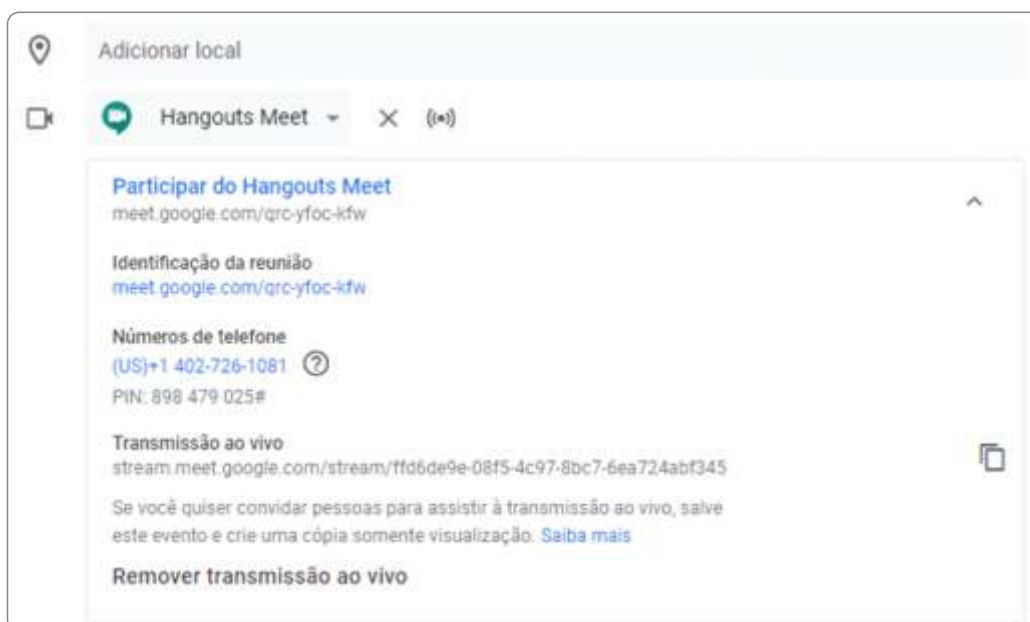 Adicionar local
Hangouts Meet
Participar do Hangouts Meet
meet.google.com/qrc-yfoc-kfw
Identificação da reunião
meet.google.com/qrc-yfoc-kfw
Números de telefone
(US)+1 402-726-1081
PIN: 898 479 025#
Transmissão ao vivo
stream.meet.google.com/stream/ffd6de9e-08f5-4c97-8bc7-6ea724abf345
Se você quiser convidar pessoas para assistir à transmissão ao vivo, salve
este evento e crie uma cópia somente visualização. Saiba mais
Remover transmissão ao vivo